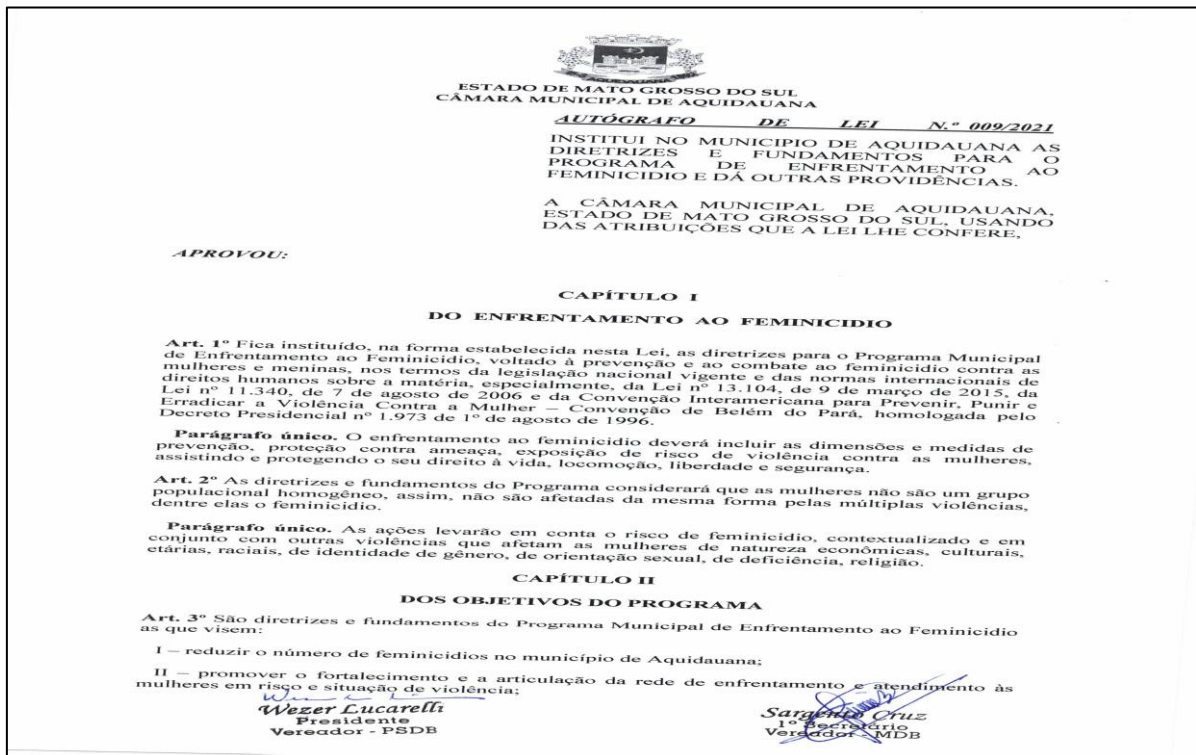 ESTADO DE MATO GROSSO DO SUL
CÂMARA MUNICIPAL DE AQUIDAUANA
AUTÓGRAFO DE LEI N.º 009/2021
INSTITUI NO MUNICIPIO DE AQUIDAUANA AS
DIRETRIZES E FUNDAMENTOS PARA O
PROGRAMA DE ENFRENTAMENTO AO
FEMINICIDIO E DÁ OUTRAS PROVIDÊNCIAS.
A CÂMARA MUNICIPAL DE AQUIDAUANA,
ESTADO DE MATO GROSSO DO SUL, USANDO
DAS ATRIBUIÇÕES QUE A LEI LHE CONFERE,
APROVOU:
CAPÍTULO I
DO ENFRENTAMENTO AO FEMINICIDIO
Art. 1º Fica instituído, na forma estabelecida nesta Lei, as diretrizes para o Programa Municipal
de Enfrentamento ao Feminicidio, voltado à prevenção e ao combate ao feminicidio contra as
mulheres e meninas, nos termos da legislação nacional vigente e das normas internacionais de
direitos humanos sobre a matéria, especialmente, da Lei nº 13.104, de 9 de março de 2015, da
Lei nº 11.340, de 7 de agosto de 2006 e da Convenção Interamericana para Prevenir, Punir e
Erradicar a Violência Contra a Mulher – Convenção de Belém do Pará, homologada pelo
Decreto Presidencial nº 1.973 de 1º de agosto de 1996.
Parágrafo único. O enfrentamento ao feminicidio deverá incluir as dimensões e medidas de
prevenção, proteção contra ameaça, exposição de risco de violência contra as mulheres,
assistindo e protegendo o seu direito à vida, locomoção, liberdade e segurança.
Art. 2º As diretrizes e fundamentos do Programa considerará que as mulheres não são um grupo
populacional homogêneo, assim, não são afetadas da mesma forma pelas múltiplas violências,
dentre elas o feminicidio.
Parágrafo único. As ações levarão em conta o risco de feminicidio, contextualizado e em
conjunto com outras violências que afetam as mulheres de natureza econômicas, culturais,
etárias, raciais, de identidade de gênero, de orientação sexual, de deficiência, religião.
CAPÍTULO II
DOS OBJETIVOS DO PROGRAMA
Art. 3º São diretrizes e fundamentos do Programa Municipal de Enfrentamento ao Feminicidio
as que visem:
I – reduzir o número de feminicidios no município de Aquidauana;
II – promover o fortalecimento e a articulação da rede de enfrentamento e atendimento às
mulheres em risco e situação de violência;
Wezer Lucarelli
Presidente
Vereador - PSDB
Sargento Cruz
1º Secretário
Vereador - MDB